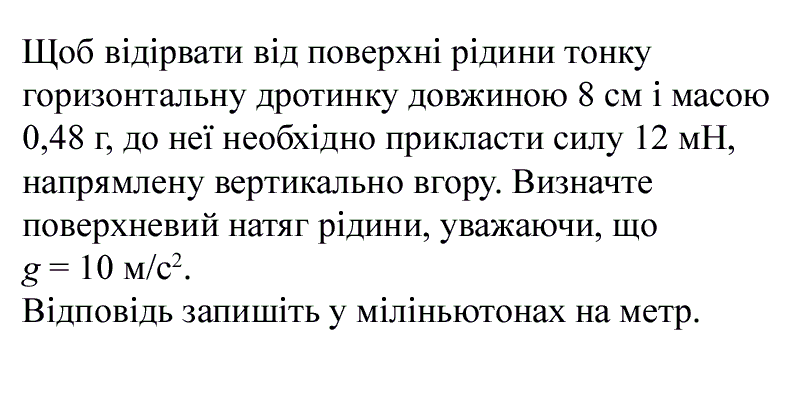 Щоб відірвати від поверхні рідини тонку
горизонтальну дротинку довжиною 8 см і масою
0,48 г, до неї необхідно прикласти силу 12 мН,
напрямлену вертикально вгору. Визначте
поверхневий натяг рідини, уважаючи, що
g = 10 м/с².
Відповідь запишіть у міліньютонах на метр.